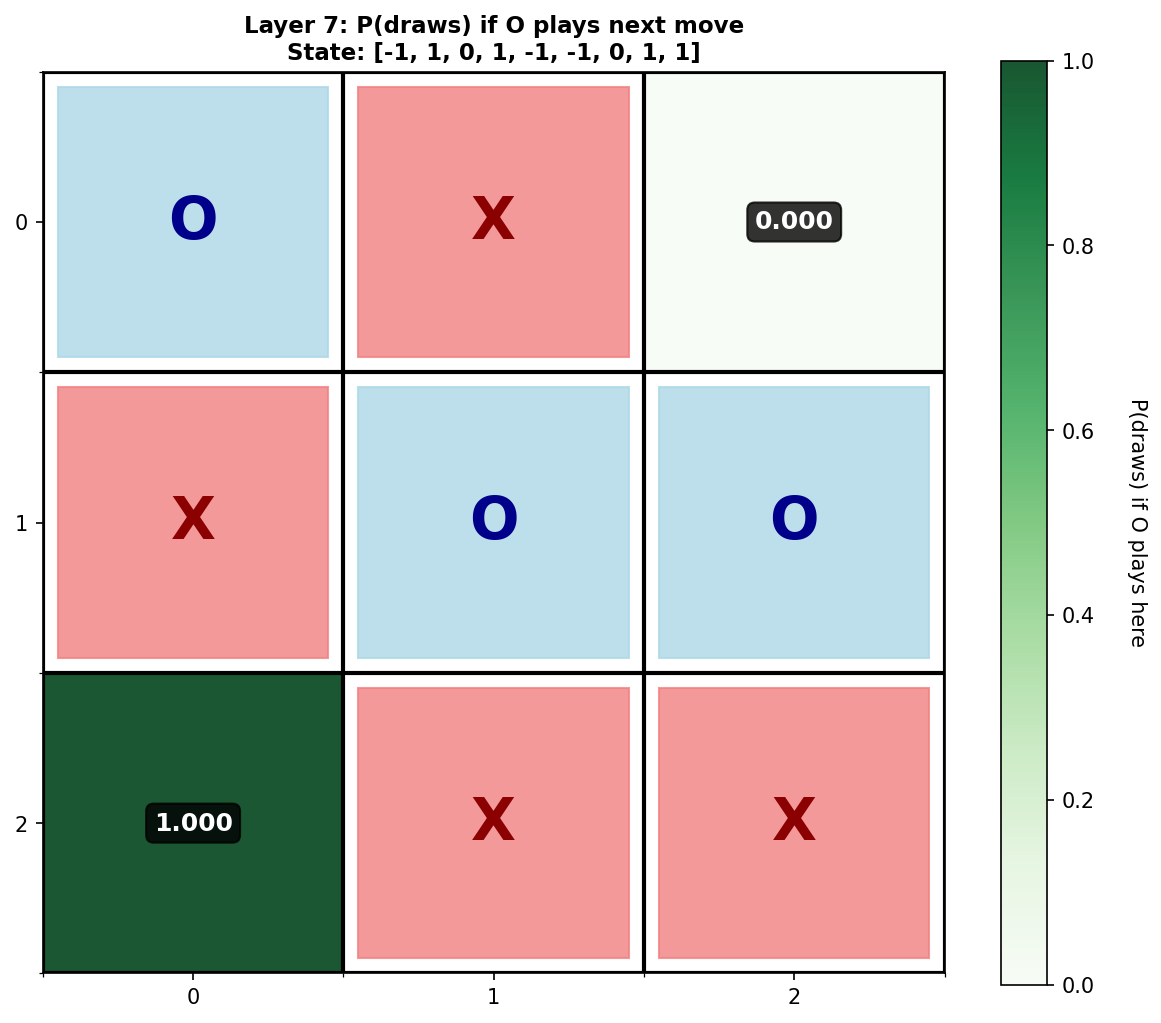 Layer 7: P(draws) if O plays next move
State: [-1, 1, 0, 1, -1, -1, 0, 1, 1]
0
O
X
0.000
1
X
O
O
2
1.000
X
X
0
1
2
1.0
0.8
0.6
0.4
0.2
0.0
P(draws) if O plays here